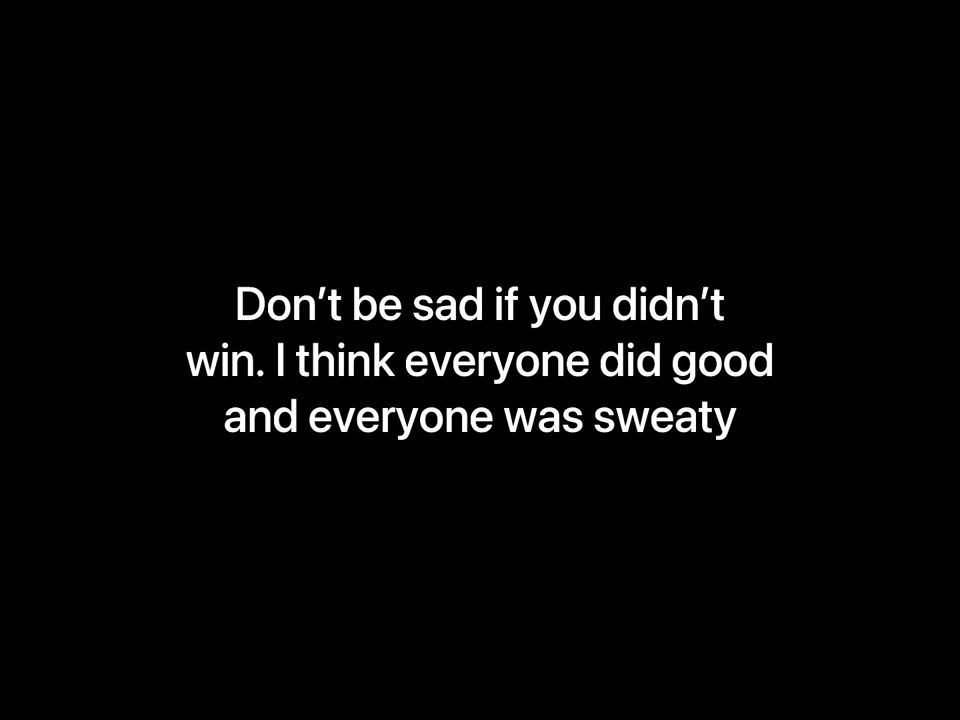 Don’t be sad if you didn’t
win. I think everyone did good
and everyone was sweaty